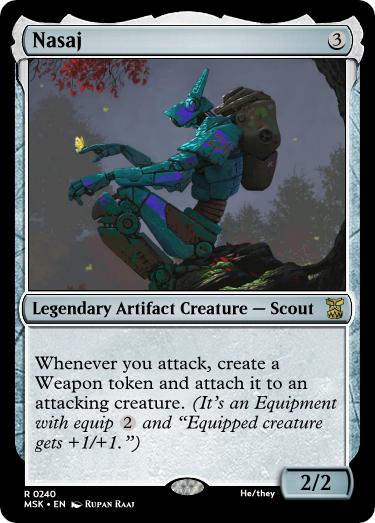 Nasaj 3
Legendary Artifact Creature — Scout
Whenever you attack, create a
Weapon token and attach it to an
attacking creature. (It's an Equipment
with equip 2 and “Equipped creature
gets +1/+1.”)
2/2
R 0240
MSK • EN Rupan Raaj
He/they